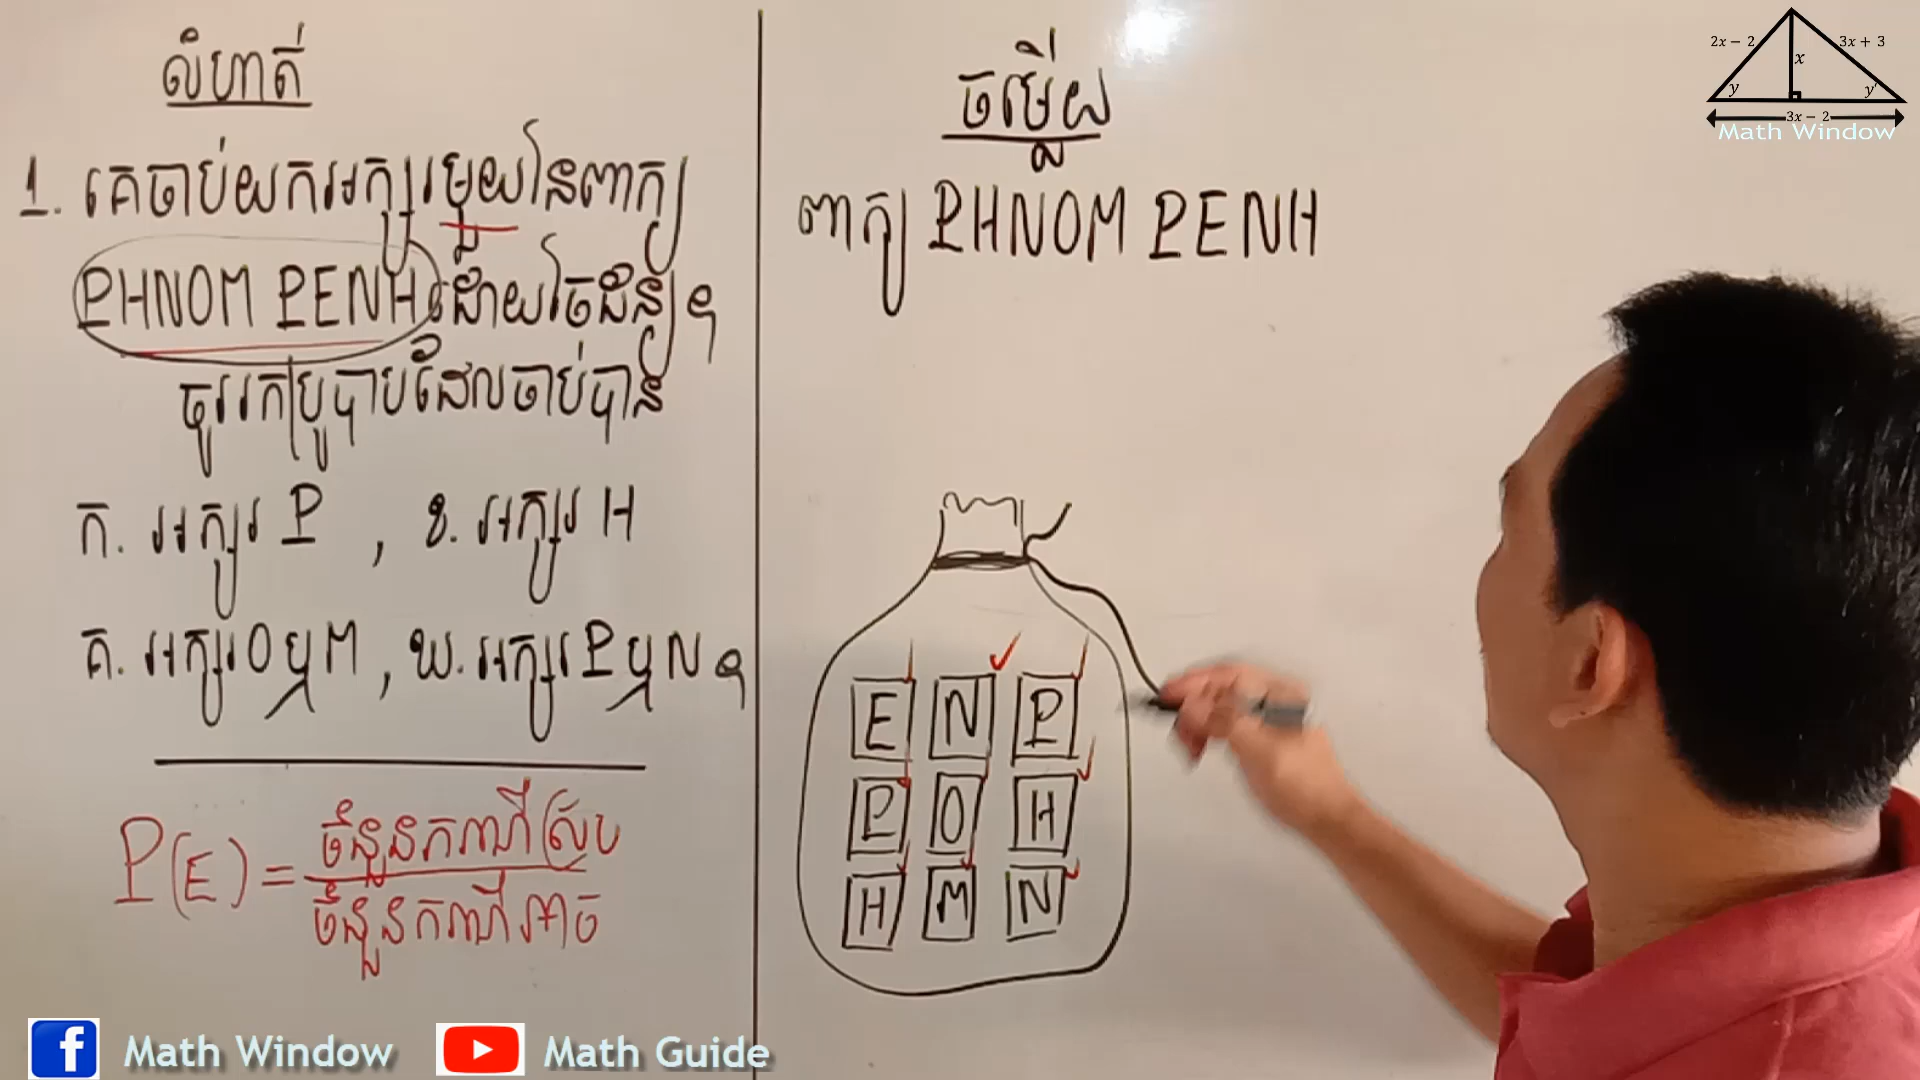 លំហាត់
1. គេចាប់យកអក្សរមួយនៃពាក្យ
PHNOM PENH ដោយចៃដន្យ ។
ចូររកប្រូបាបដែលចាប់បាន
ក. អក្សរ P , ខ. អក្សរ H
គ. អក្សរ O ឬ M , ឃ. អក្សរ P ឬ N ។
P(E) = ចំនួនករណីស្រប
ចំនួនករណីអាច
ចម្លើយ
ពាក្យ PHNOM PENH
E N P
P O H
H M N
2x − 2
3x + 3
x
y
y'
3x − 2
Math Window
Math Window
Math Guide